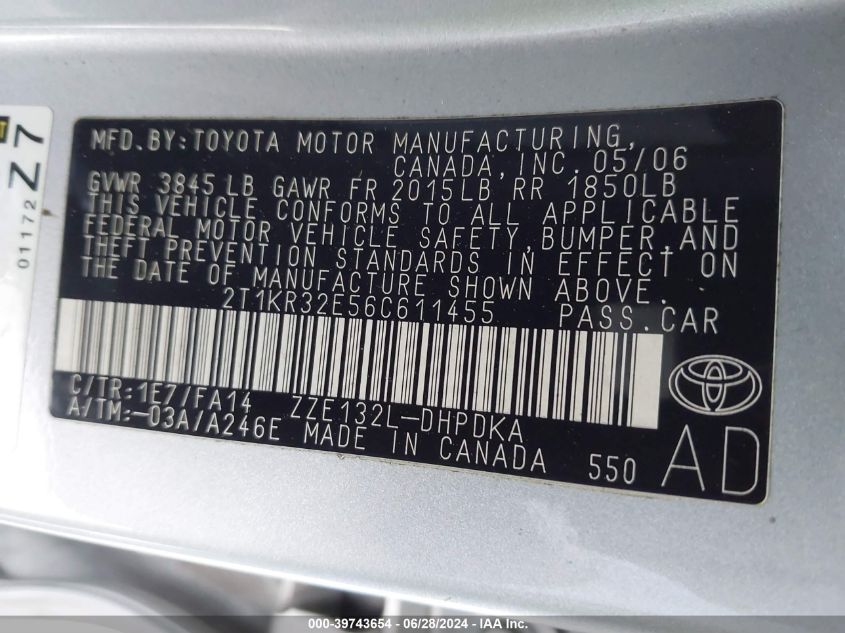 MFD.BY:TOYOTA MOTOR MANUFACTURING,
CANADA,INC. 05/06
GVWR 3845 LB GAWR FR 2015LB RR 1850LB
THIS VEHICLE CONFORMS TO ALL APPLICABLE
FEDERAL MOTOR VEHICLE SAFETY,BUMPER,AND
THEFT PREVENTION STANDARDS IN EFFECT ON
THE DATE OF MANUFACTURE SHOWN ABOVE.
2T1KR32E56C611455 PASS.CAR
C/TR:1E7/FA14 ZZE132L-DHPDKA
A/TM:-03A/A246E MADE IN CANADA 550
AD
01172 Z7
000-39743654 - 06/28/2024 - IAAI.COM